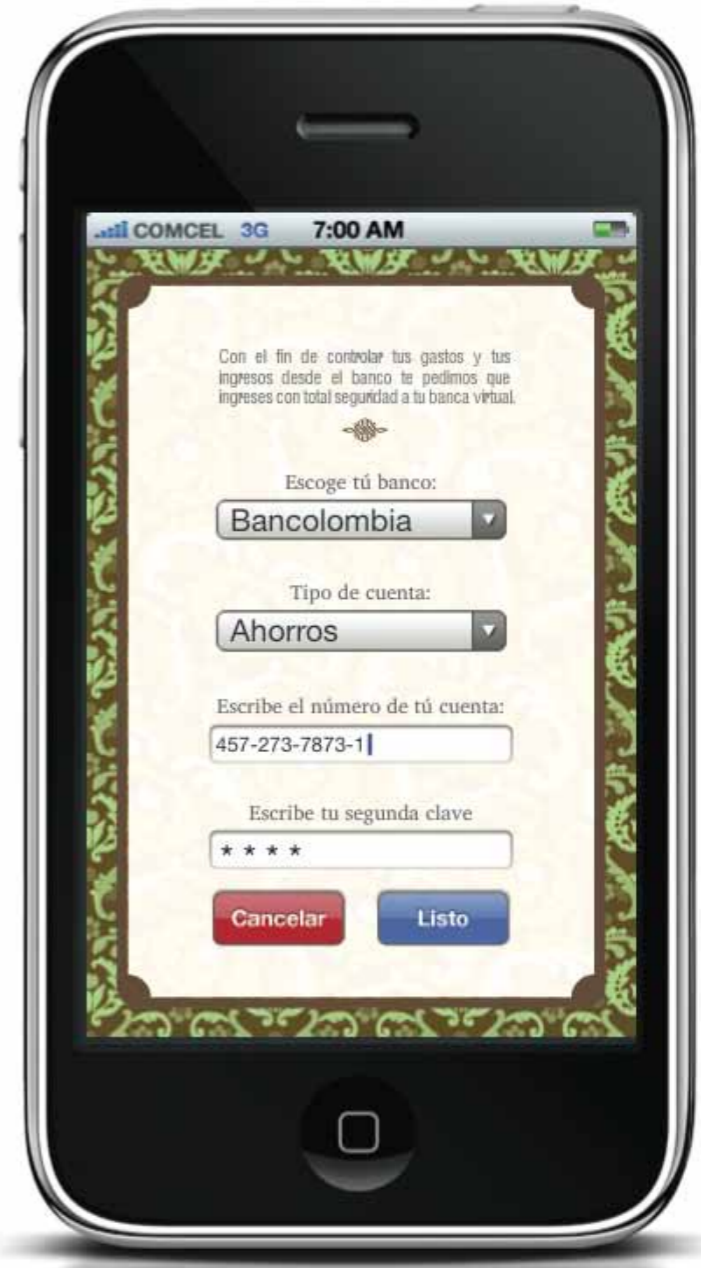 COMCEL 3G 7:00 AM
Con el fin de controlar tus gastos y tus
ingresos desde el banco te pedimos que
ingreses con total seguridad a tu banca virtual.
Escoge tú banco:
Bancolombia
Tipo de cuenta:
Ahorros
Escribe el número de tú cuenta:
457-273-7873-1
Escribe tu segunda clave
* * * *
Cancelar Listo